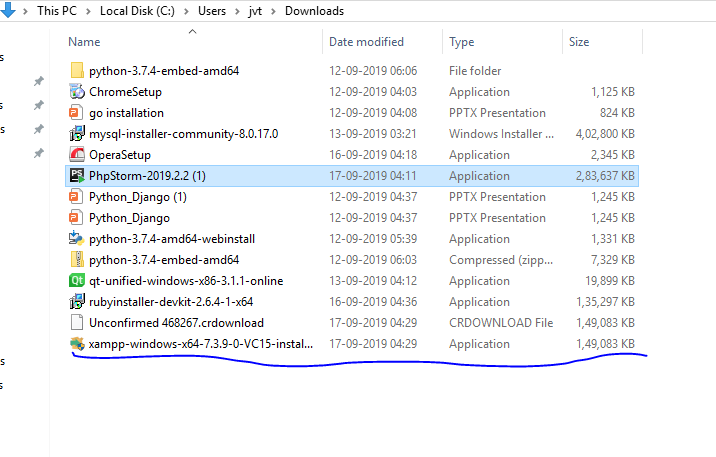 This PC > Local Disk (C:) > Users > jvt > Downloads
Name Date modified Type Size
python-3.7.4-embed-amd64 12-09-2019 06:06 File folder
ChromeSetup 12-09-2019 04:03 Application 1,125 KB
go installation 12-09-2019 04:08 PPTX Presentation 824 KB
mysql-installer-community-8.0.17.0 13-09-2019 03:21 Windows Installer ... 4,02,800 KB
OperaSetup 16-09-2019 04:18 Application 2,345 KB
PS PhpStorm-2019.2.2 (1) 17-09-2019 04:11 Application 2,83,637 KB
Python_Django (1) 12-09-2019 04:37 PPTX Presentation 1,245 KB
Python_Django 12-09-2019 04:37 PPTX Presentation 1,245 KB
python-3.7.4-amd64-webinstall 12-09-2019 05:39 Application 1,331 KB
python-3.7.4-embed-amd64 12-09-2019 06:03 Compressed (zipp... 7,329 KB
Qt qt-unified-windows-x86-3.1.1-online 13-09-2019 04:12 Application 19,899 KB
rubyinstaller-devkit-2.6.4-1-x64 16-09-2019 04:36 Application 1,35,297 KB
Unconfirmed 468267.crdownload 17-09-2019 04:29 CRDOWNLOAD File 1,49,083 KB
xampp-windows-x64-7.3.9-0-VC15-instal... 17-09-2019 04:29 Application 1,49,083 KB